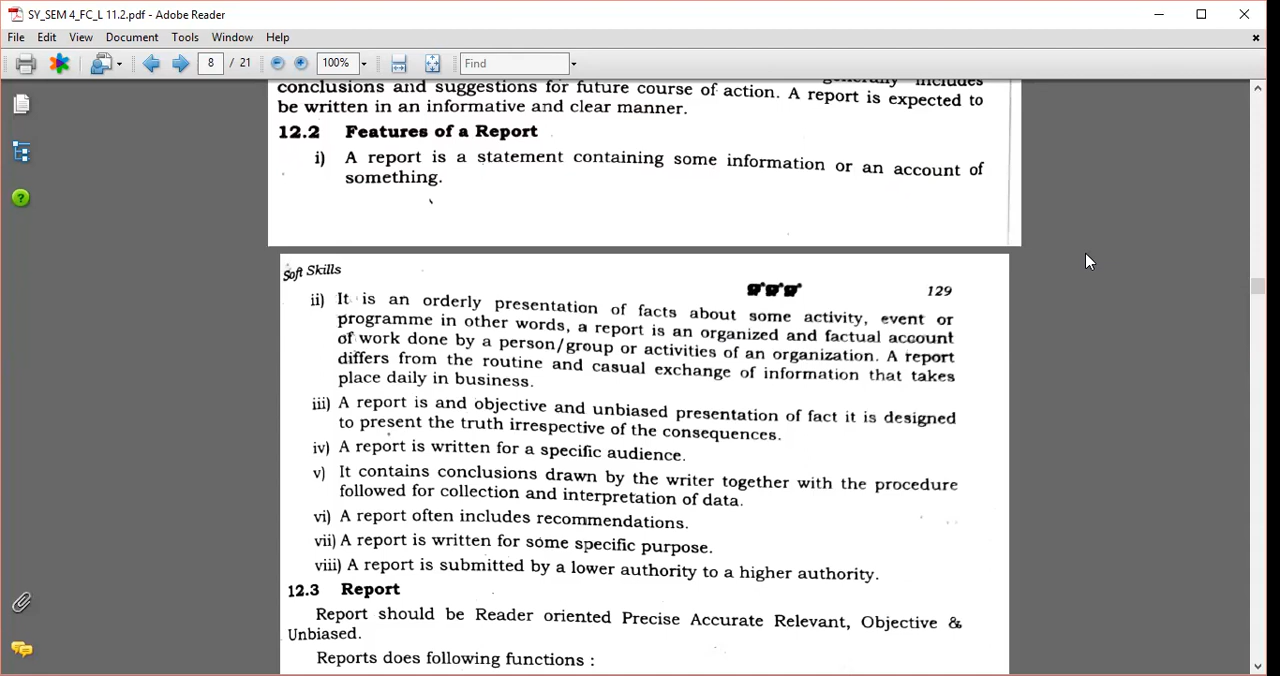 SY_SEM 4_FC_L 11.2.pdf - Adobe Reader
File Edit View Document Tools Window Help
8 / 21 100% Find
generally includes
conclusions and suggestions for future course of action. A report is expected to
be written in an informative and clear manner.
12.2 Features of a Report
i) A report is a statement containing some information or an account of
something.
Soft Skills
129
ii) It is an orderly presentation of facts about some activity, event or
programme in other words, a report is an organized and factual account
of work done by a person/group or activities of an organization. A report
differs from the routine and casual exchange of information that takes
place daily in business.
iii) A report is and objective and unbiased presentation of fact it is designed
to present the truth irrespective of the consequences.
iv) A report is written for a specific audience.
v) It contains conclusions drawn by the writer together with the procedure
followed for collection and interpretation of data.
vi) A report often includes recommendations.
vii) A report is written for some specific purpose.
viii) A report is submitted by a lower authority to a higher authority.
12.3 Report
Report should be Reader oriented Precise Accurate Relevant, Objective &
Unbiased.
Reports does following functions :